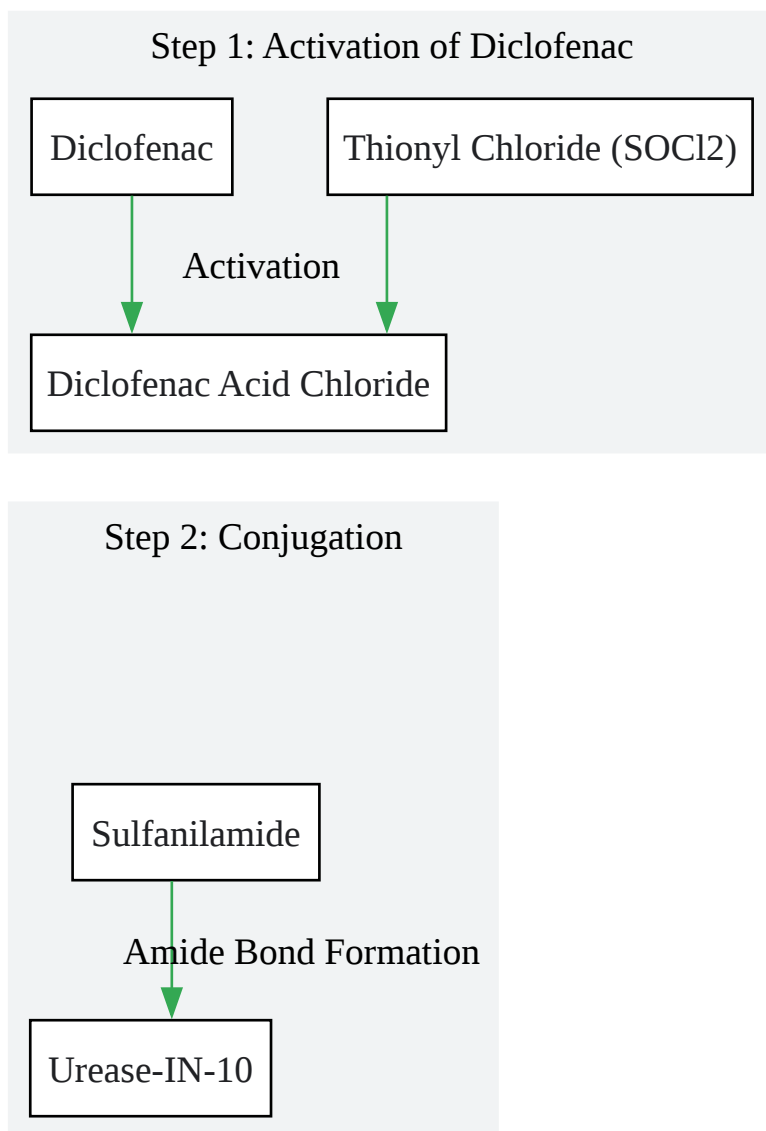 Step 1: Activation of Diclofenac
Diclofenac
Thionyl Chloride (SOCl2)
Activation
Diclofenac Acid Chloride
Step 2: Conjugation
Sulfanilamide
Amide Bond Formation
Urease-IN-10